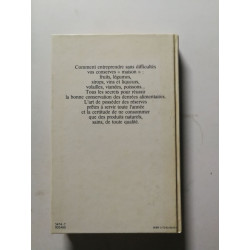 Comment entreprendre sans difficultés
vos conserves « maison » :
fruits, légumes,
sirops, vins et liqueurs,
volailles, viandes, poissons...
Tous les secrets pour réussir
la bonne conservation des denrées alimentaires.
L'art de posséder des réserves
prêtes à servir toute l'année
et la certitude de ne consommer
que des produits naturels,
sains, de toute qualité.